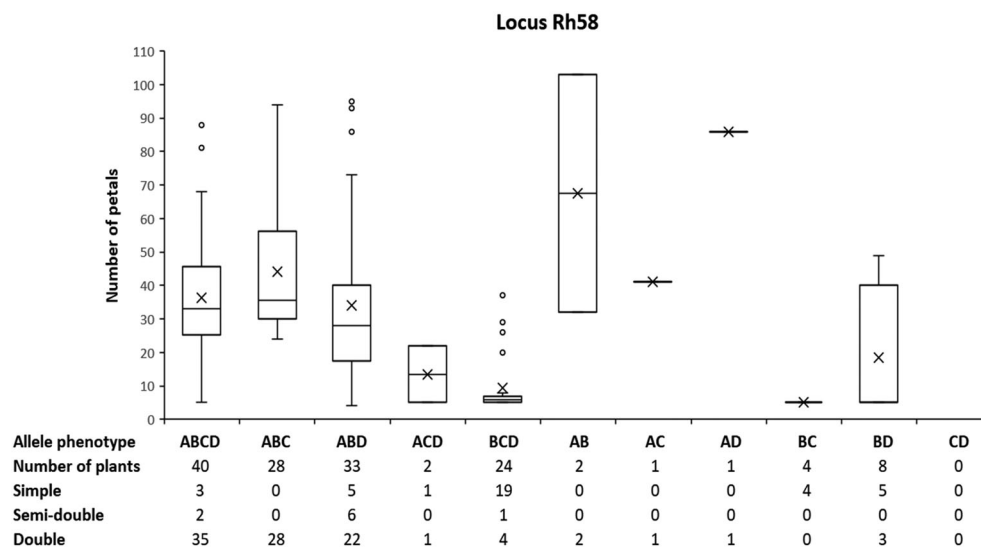 Locus Rh58
Number of petals
110
100
90
80
70
60
50
40
30
20
10
0
Allele phenotype ABCD ABC ABD ACD BCD AB AC AD BC BD CD
Number of plants 40 28 33 2 24 2 1 1 4 8 0
Simple 3 0 5 1 19 0 0 0 4 5 0
Semi-double 2 0 6 0 1 0 0 0 0 0 0
Double 35 28 22 1 4 2 1 1 0 3 0